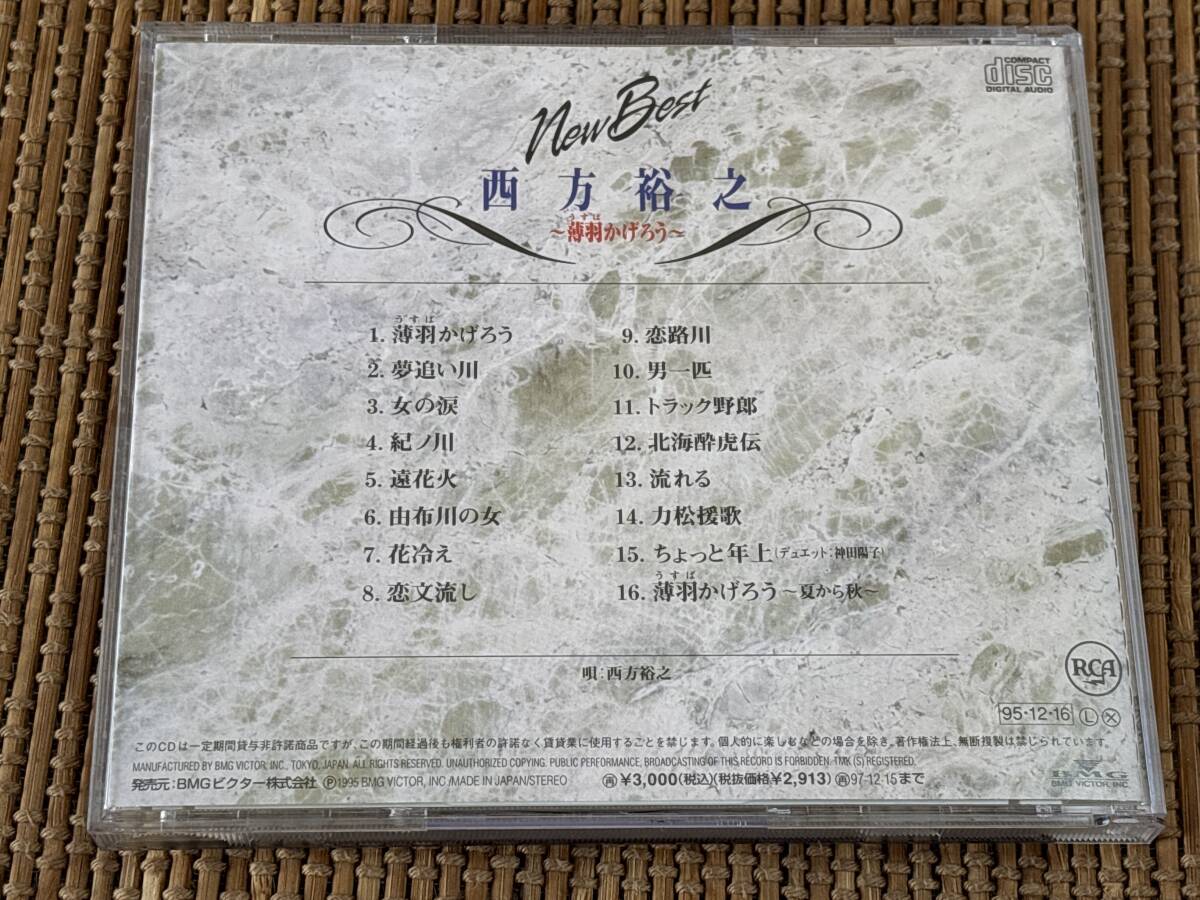 COMPACT
disc
DIGITAL AUDIO
New Best
西方裕之
うすば
～薄羽かげろう～
うすば
1. 薄羽かげろう
2. 夢追い川
3. 女の涙
4. 紀ノ川
5. 遠花火
6. 由布川の女
7. 花冷え
8. 恋文流し
9. 恋路川
10. 男一匹
11. トラック野郎
12. 北海酔虎伝
13. 流れる
14. 力松援歌
15. ちょっと年上(デュエット:神田陽子)
うすば
16. 薄羽かげろう～夏から秋～
唄:西方裕之
RCA
95・12・16 Ⓛ Ⓧ
このCDは一定期間貸与非許諾商品ですが、この期間経過後も権利者の許諾なく賃貸業に使用することを禁じます。個人的に楽しむなどの場合を除き、著作権法上、無断複製は禁じられています。
MANUFACTURED BY BMG VICTOR, INC., TOKYO, JAPAN. ALL RIGHTS RESERVED. UNAUTHORIZED COPYING, PUBLIC PERFORMANCE, BROADCASTING OF THIS RECORD IS FORBIDDEN. TMK (S) REGISTERED.
発売元:BMGビクター株式会社 Ⓟ1995 BMG VICTOR, INC./MADE IN JAPAN/STEREO ㊢¥3,000(税込)(税抜価格¥2,913)㊢97・12・15まで
BMG
BMG VICTOR, INC.